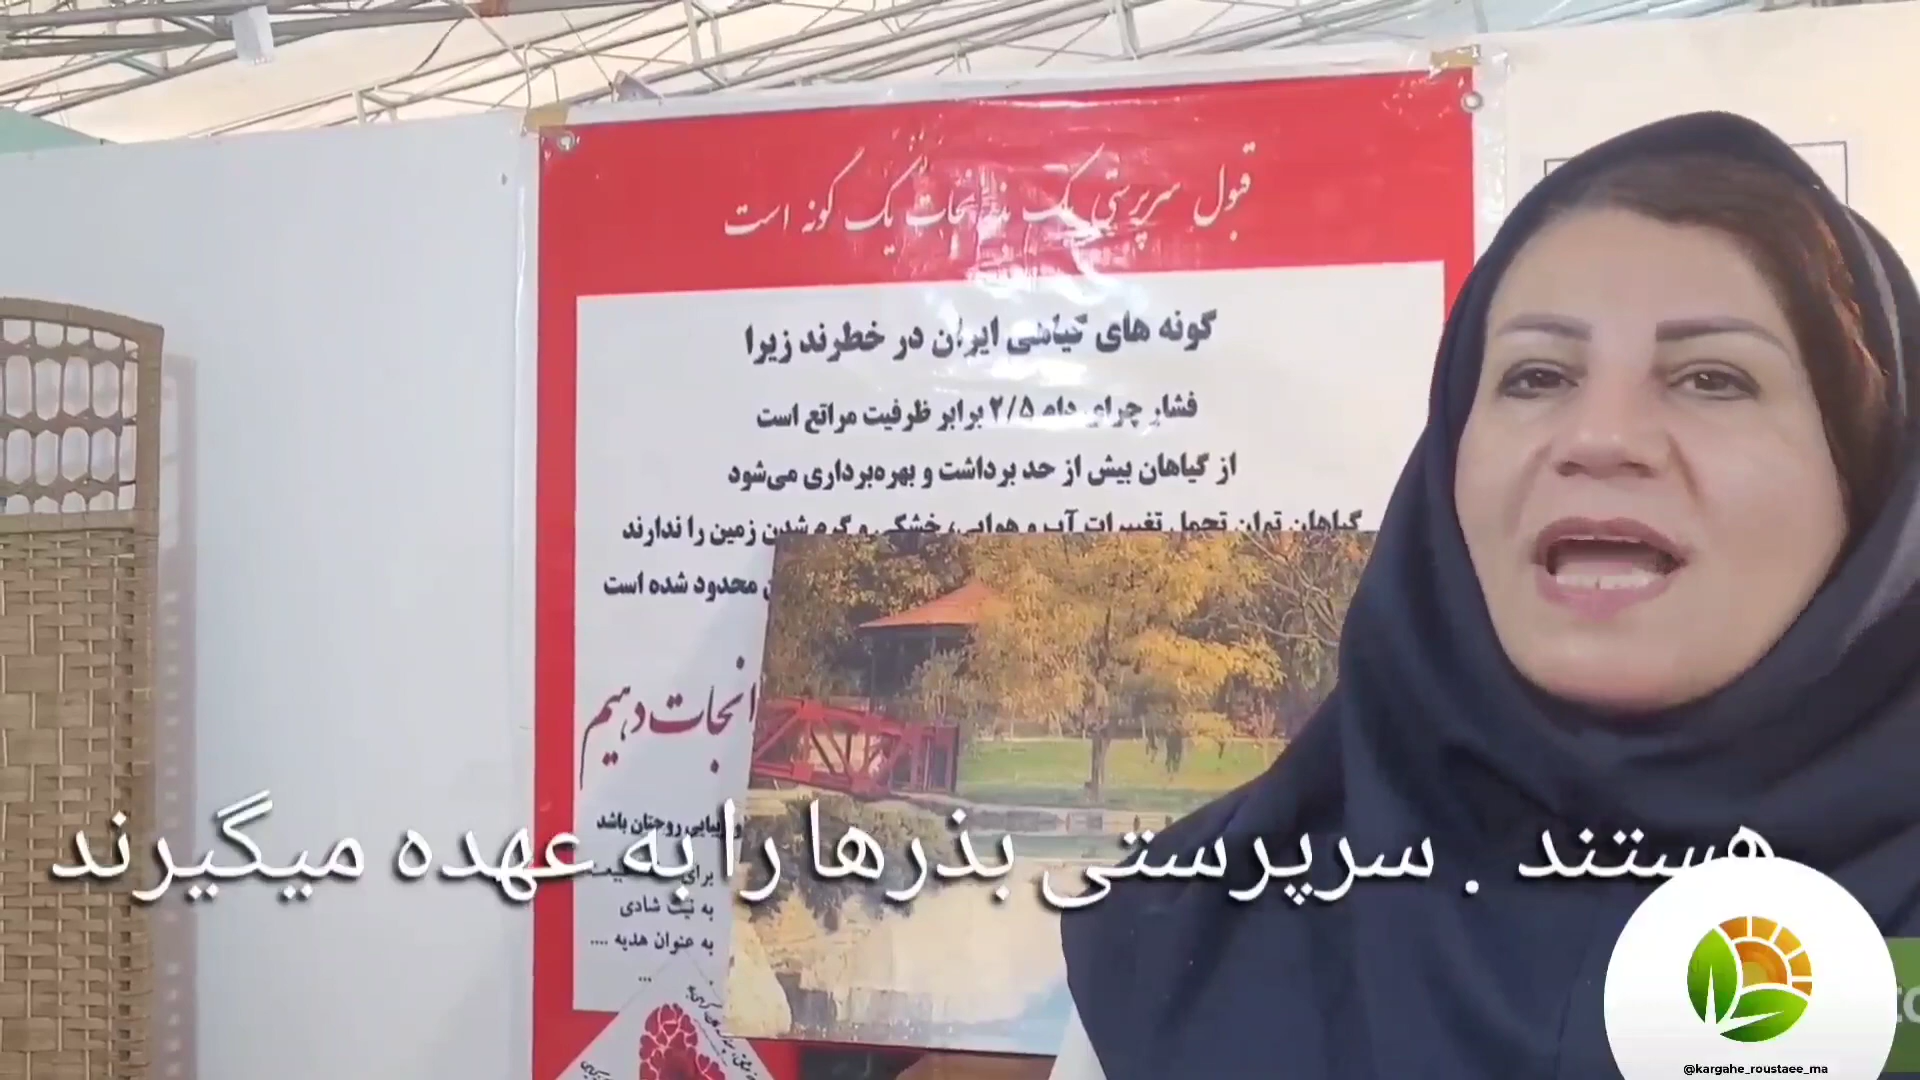 قبول سرپرستی یک بذر نجات یک گونه است
گونه های گیاهی ایران در خطرند زیرا
فشار چرای دام ۲/۵ برابر ظرفیت مراتع است
از گیاهان بیش از حد برداشت و بهره‌برداری می‌شود
گیاهان توان تحمل تغییرات آب و هوایی، خشکی و گرم شدن زمین را ندارند
محدود شده است
نجات دهیم
زیبایی روحتان باشد
برای
به نیت شادی
به عنوان هدیه ....
...
هستند . سرپرستی بذرها را به عهده میگیرند
@kargahe_roustaee_ma